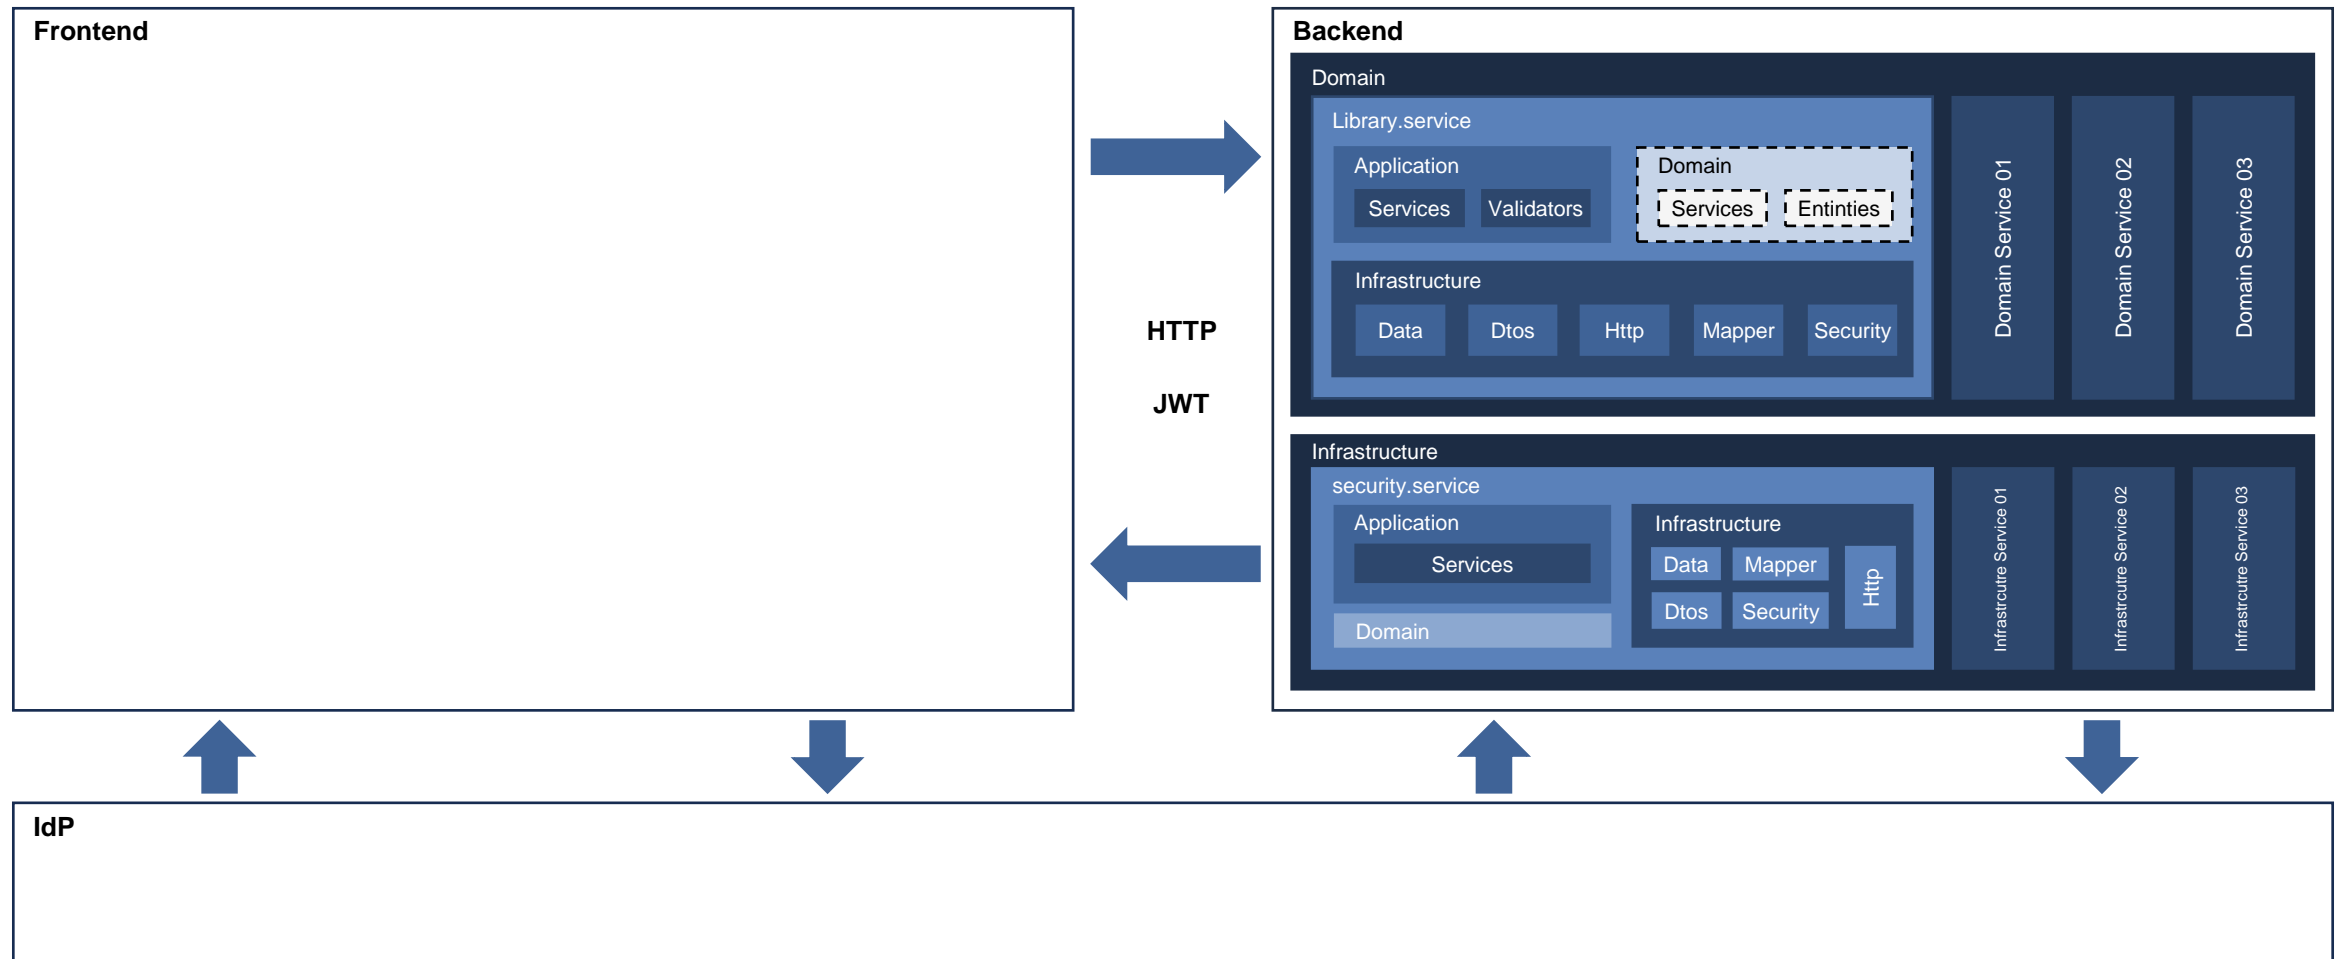 Frontend
HTTP
JWT
Backend
Domain
Library.service
Application
Services
Validators
Domain
Services
Entinties
Infrastructure
Data
Dtos
Http
Mapper
Security
Domain Service 01
Domain Service 02
Domain Service 03
Infrastructure
security.service
Application
Services
Domain
Infrastructure
Data
Mapper
Dtos
Security
Http
Infrastrcutre Service 01
Infrastrcutre Service 02
Infrastrcutre Service 03
IdP